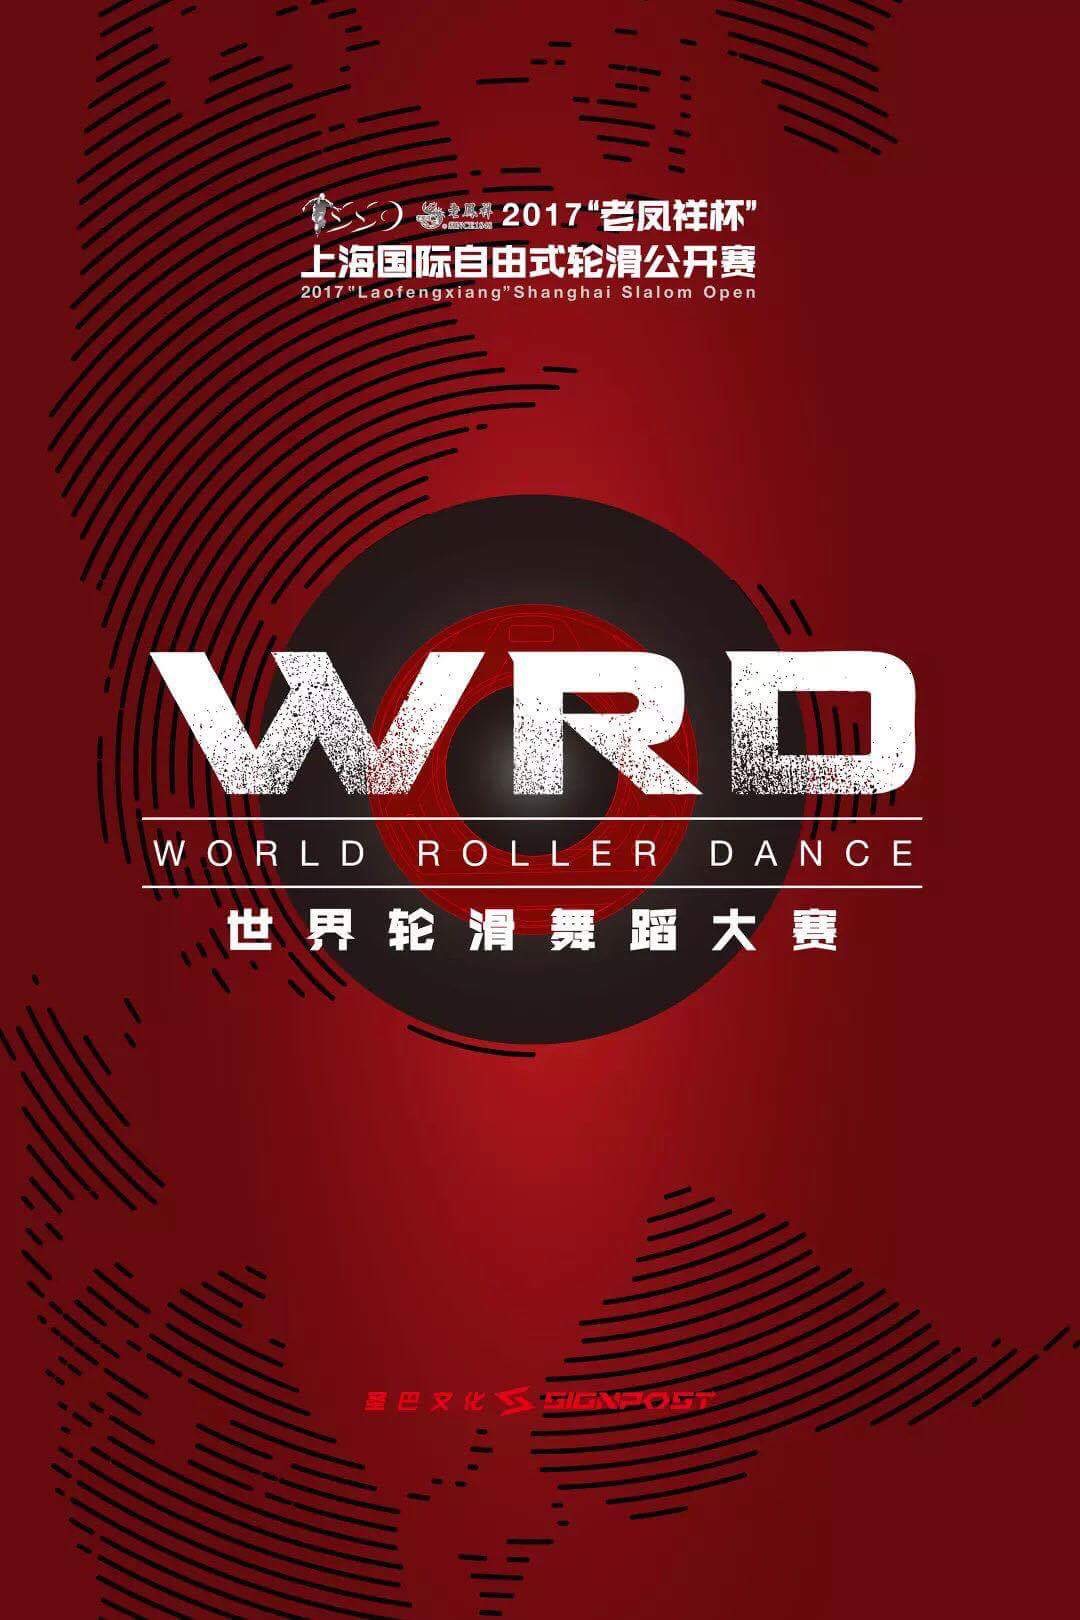 SSO 老鳳祥 SINCE1848 2017“老凤祥杯”
上海国际自由式轮滑公开赛
2017“Laofengxiang”Shanghai Slalom Open
WRD
WORLD ROLLER DANCE
世界轮滑舞蹈大赛
圣巴文化 SIGNPOST